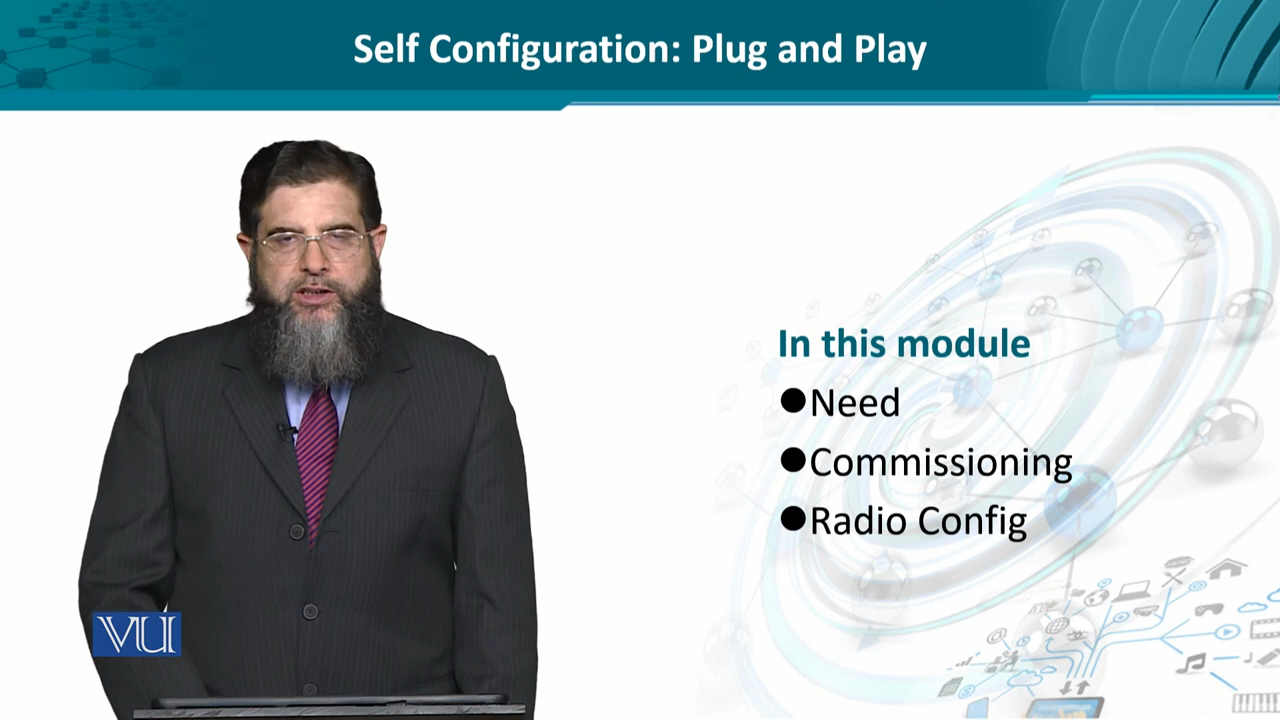 Self Configuration: Plug and Play
In this module
●Need
●Commissioning
●Radio Config
VU